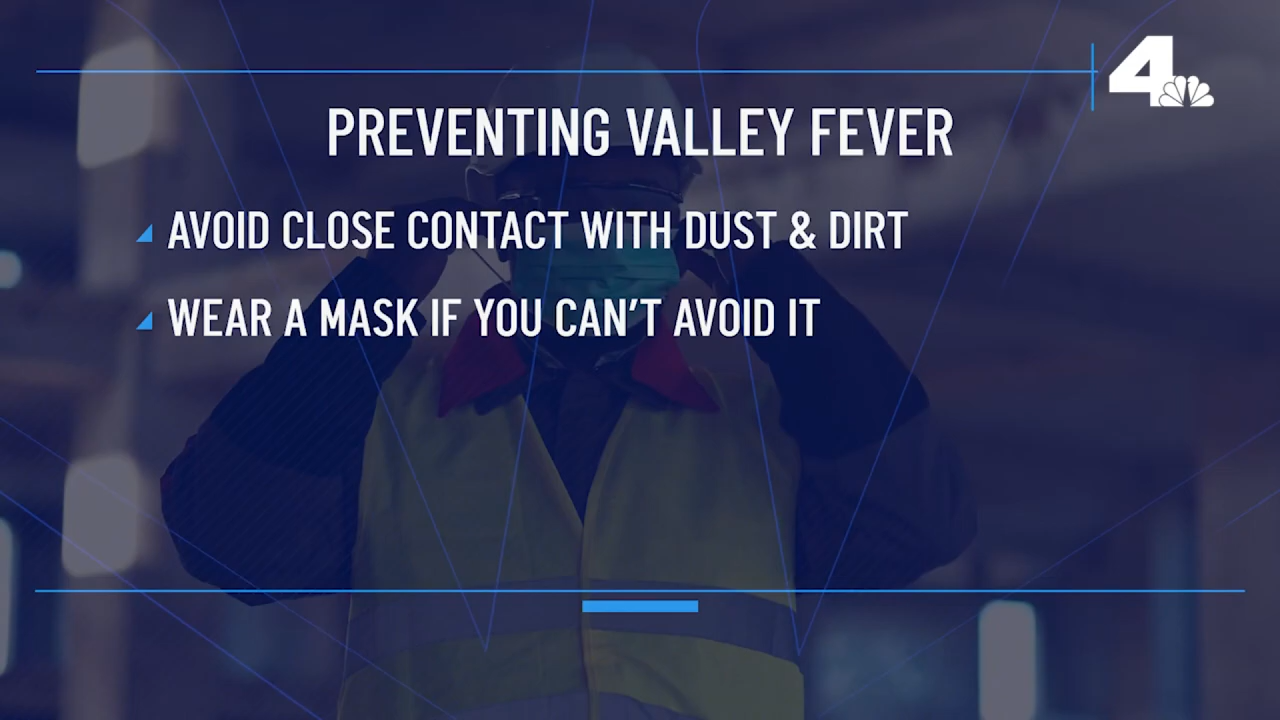 4
PREVENTING VALLEY FEVER
AVOID CLOSE CONTACT WITH DUST & DIRT
WEAR A MASK IF YOU CAN'T AVOID IT